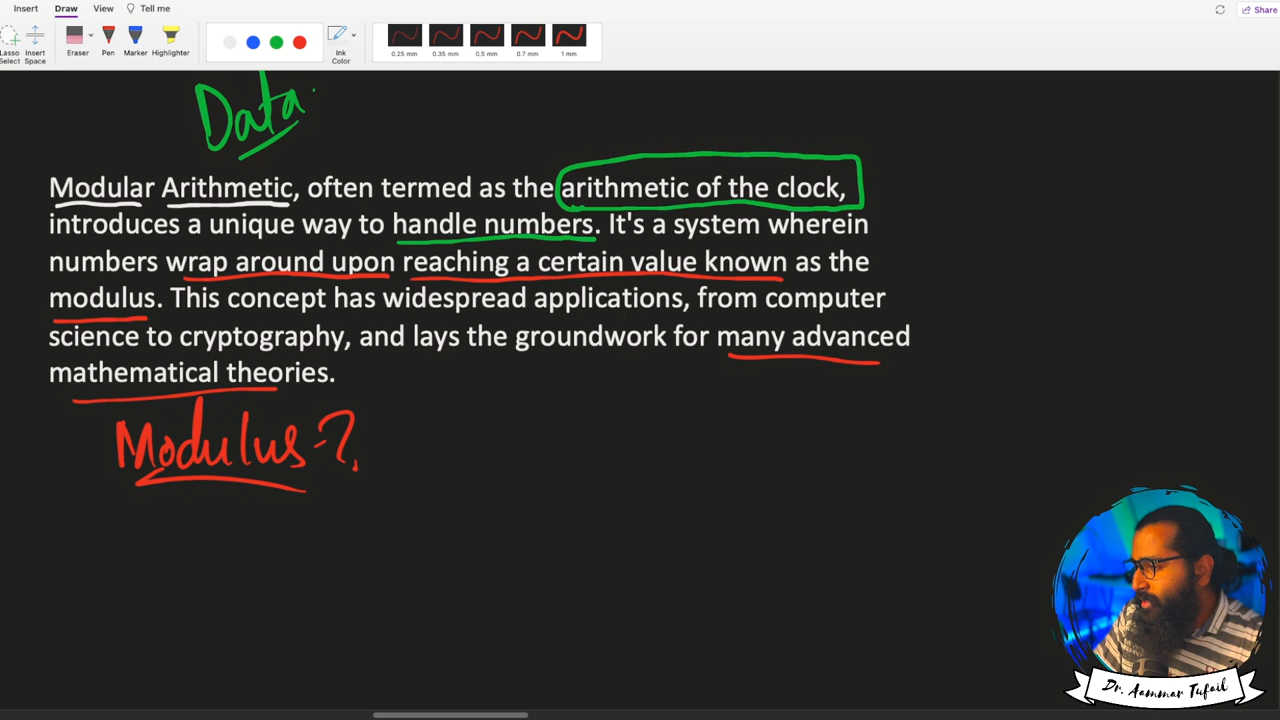 Insert Draw View Tell me
Share
Lasso Select
Insert Space
Eraser
Pen
Marker
Highlighter
Ink Color
0.25 mm
0.35 mm
0.5 mm
0.7 mm
1 mm
Data
Modular Arithmetic, often termed as the arithmetic of the clock,
introduces a unique way to handle numbers. It's a system wherein
numbers wrap around upon reaching a certain value known as the
modulus. This concept has widespread applications, from computer
science to cryptography, and lays the groundwork for many advanced
mathematical theories.
Modulus-?
Dr. Aammar Tufail